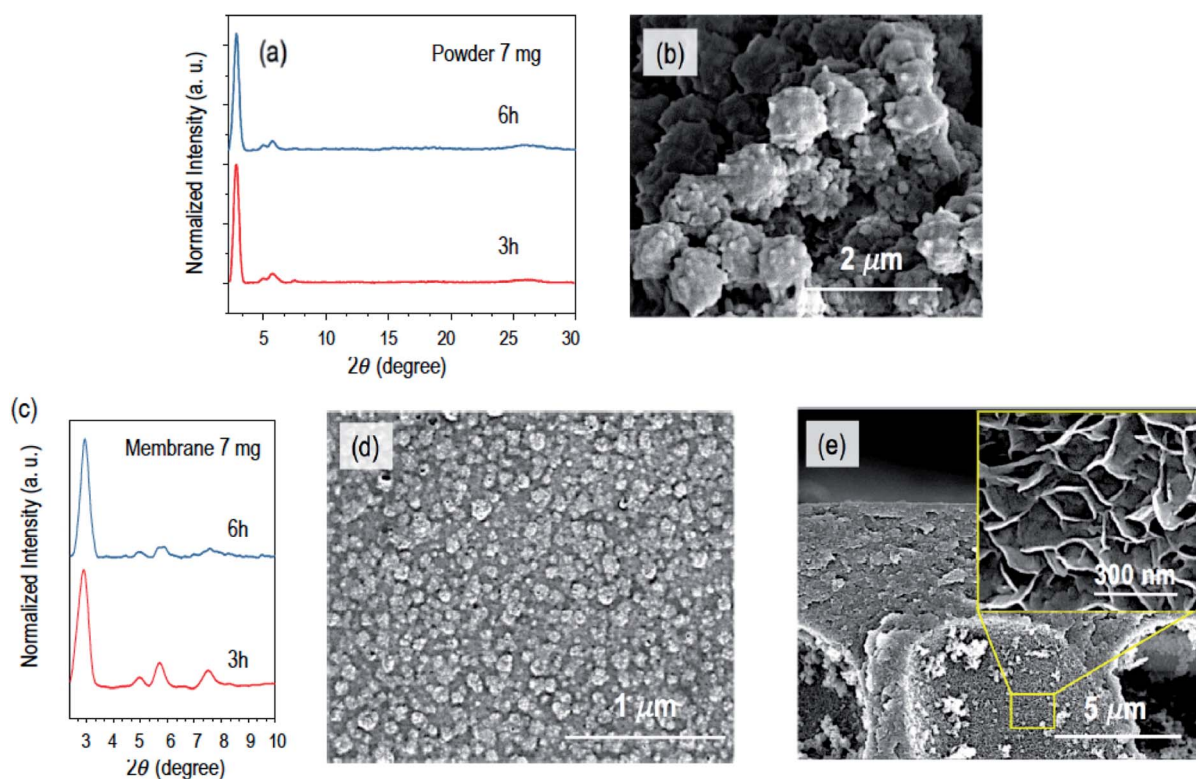 (a)
Powder 7 mg
6h
3h
Normalized Intensity (a. u.)
5 10 15 20 25 30
2θ (degree)
(b)
2 μm
(c)
Membrane 7 mg
6h
3h
Normalized Intensity (a. u.)
3 4 5 6 7 8 9 10
2θ (degree)
(d)
1 μm
(e)
300 nm
5 μm